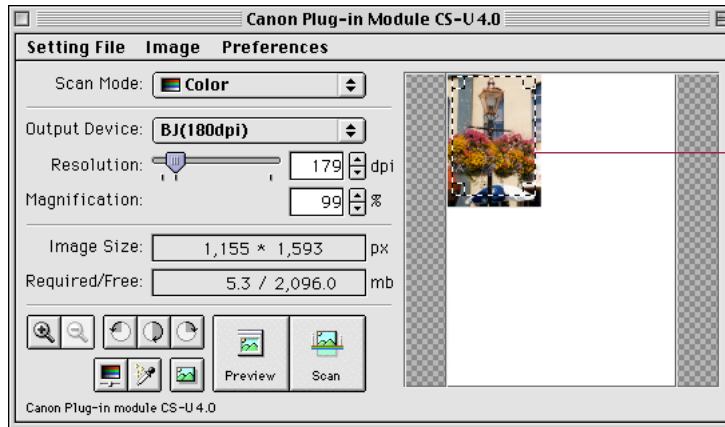 Canon Plug-in Module CS-U 4.0
Setting File Image Preferences
Scan Mode: Color
Output Device: BJ(180dpi)
Resolution: 179 dpi
Magnification: 99 %
Image Size: 1,155 * 1,593 px
Required/Free: 5.3 / 2,096.0 mb
Preview Scan
Canon Plug-in module CS-U 4.0